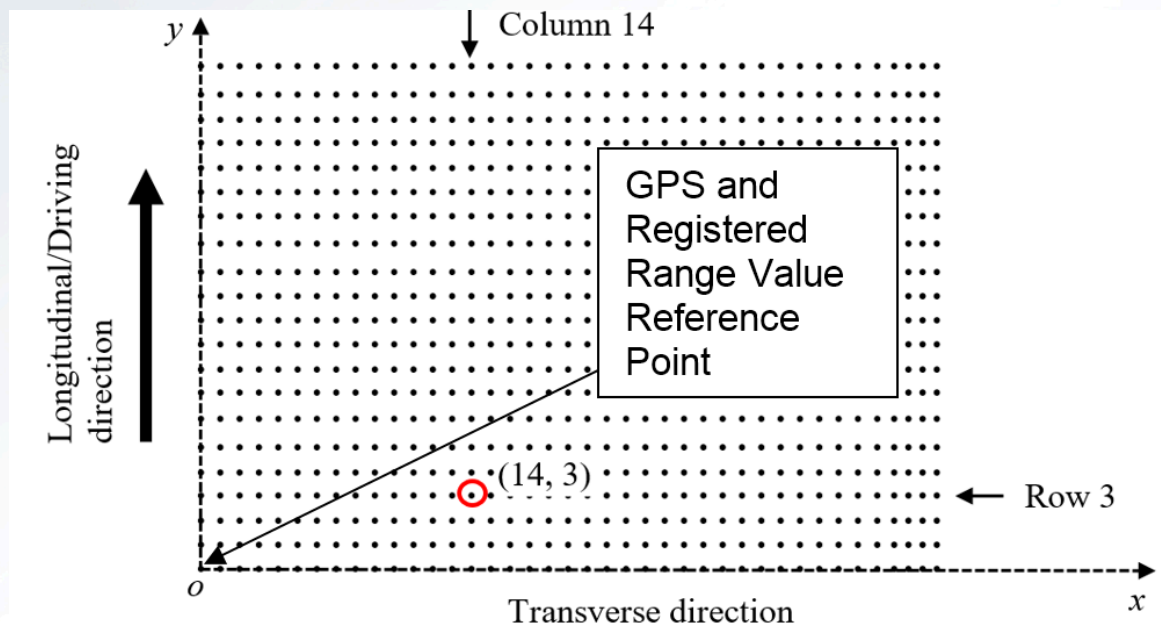 y
Column 14
Longitudinal/Driving
direction
GPS and
Registered
Range Value
Reference
Point
(14, 3)
Row 3
o
x
Transverse direction